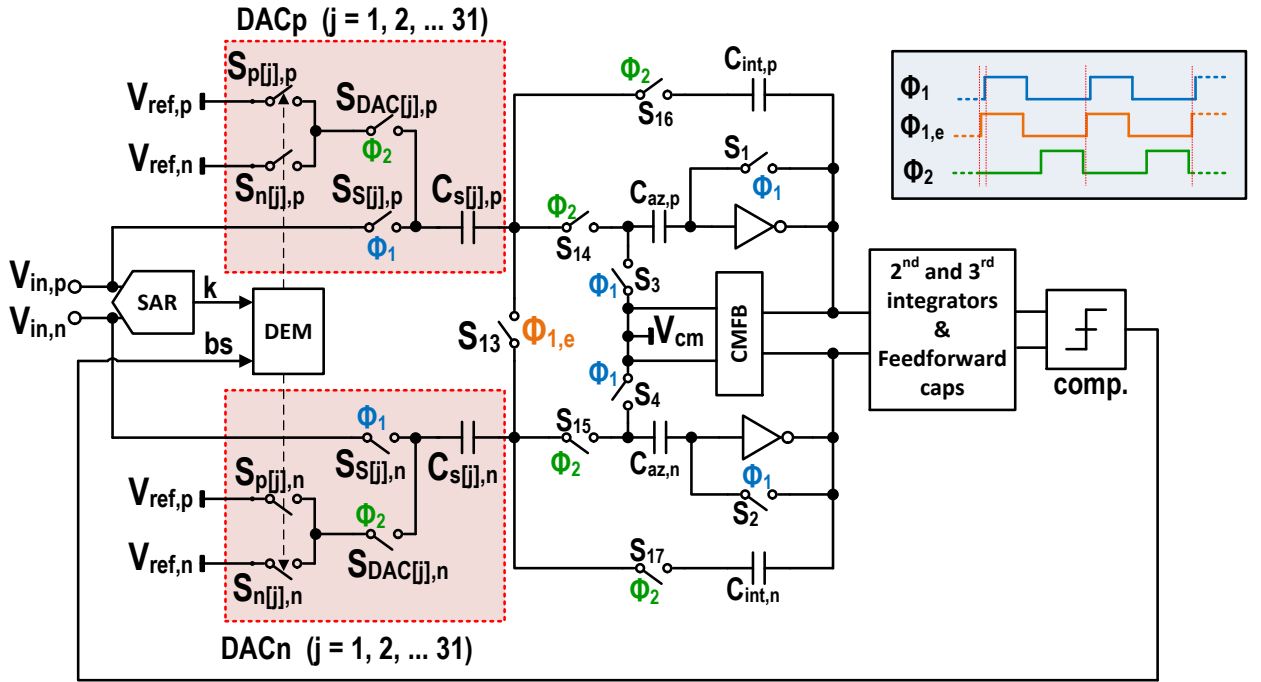 DACp (j = 1, 2, ... 31)
Sp[j],p
Vref,p
SDAC[j],p
Φ2
Vref,n
Sn[j],p
SS[j],p
Φ1
Cs[j],p
Φ2
S16
Cint,p
S1
Φ1
Caz,p
Φ2
S14
S3
Φ1
Φ1
Φ1,e
Φ2
Vin,p
Vin,n
SAR
k
DEM
bs
S13
Φ1,e
Vcm
CMFB
Φ1
S4
2nd and 3rd
integrators
&
Feedforward
caps
comp.
Φ1
SS[j],n
Cs[j],n
S15
Φ2
Caz,n
Φ1
S2
Sp[j],n
Vref,p
Φ2
SDAC[j],n
Vref,n
Sn[j],n
S17
Φ2
Cint,n
DACn (j = 1, 2, ... 31)